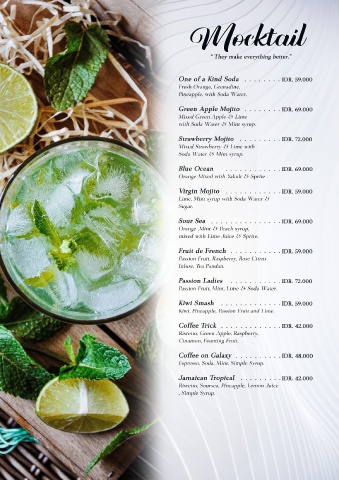 Mocktail
"They make everything better."
One of a Kind Soda . . . . . . . . IDR. 59.000
Fresh Orange, Grenadine,
Pineapple, with Soda Water.
Green Apple Mojito . . . . . . . . IDR. 69.000
Mixed Green Apple & Lime
with Soda Water & Mint syrup.
Strawberry Mojito . . . . . . . . . IDR. 72.000
Mixed Strawberry & Lime with
Soda Water & Mint syrup.
Blue Ocean . . . . . . . . . . . . IDR. 69.000
Orange Mixed with Yakult & Sprite.
Virgin Mojito . . . . . . . . . . . . IDR. 59.000
Lime, Mint syrup with Soda Water &
Sugar.
Sour Sea . . . . . . . . . . . . . . IDR. 69.000
Orange ,Mint & Peach syrup,
mixed with Lime Juice & Sprite.
Fruit de French . . . . . . . . . . IDR. 59.000
Passion Fruit, Raspberry, Rose Citrus
Infuse, Tea Pandan.
Passion Ladies . . . . . . . . . . . IDR. 72.000
Passion Fruit, Mint, Lime & Soda Water.
Kiwi Smash . . . . . . . . . . . . IDR. 59.000
Kiwi, Pineapple, Passion Fruit and Lime.
Coffee Trick . . . . . . . . . . . . IDR. 42.000
Risretto, Green Apple, Raspberry,
Cinamon, Foaming Fruit.
Coffee on Galaxy . . . . . . . . . IDR. 48.000
Espresso, Soda, Mint, Simple Syrup.
Jamaican Tropical . . . . . . . . . IDR. 42.000
Risretto, Soursea, Pineapple, Lemon Juice
, Simple Syrup.